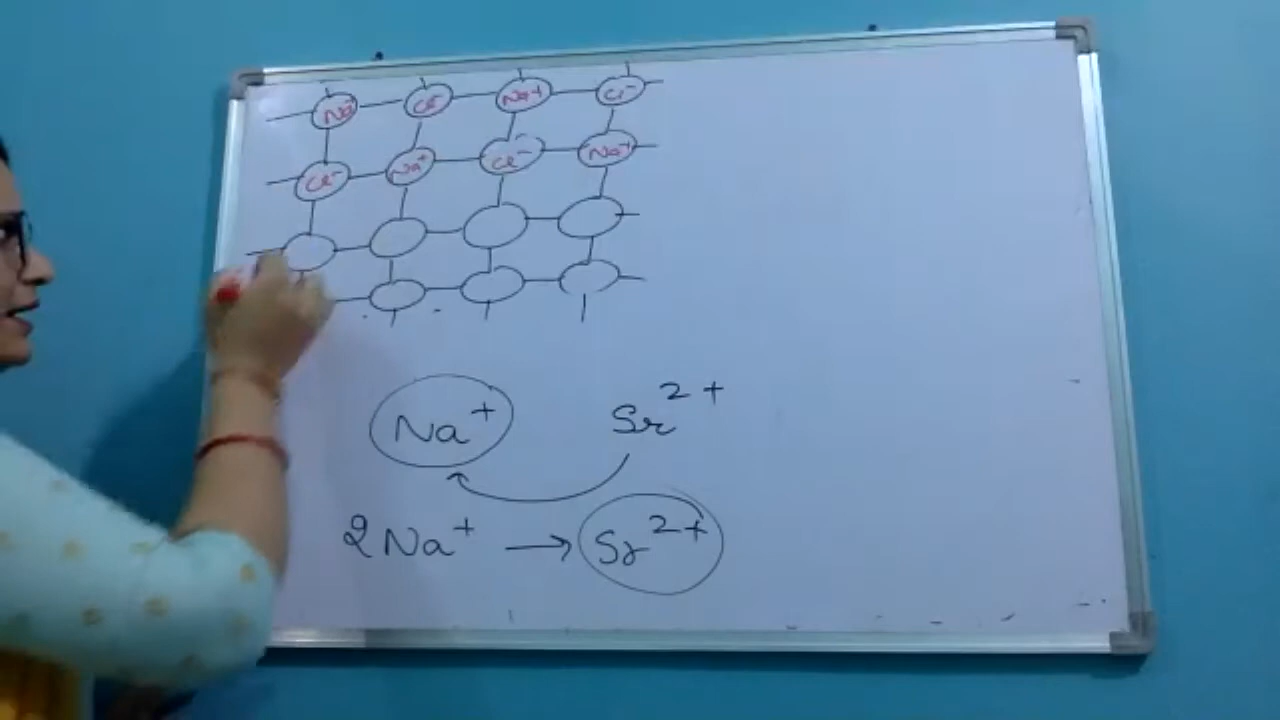 Na+ Cl- Na+ Cl-
Cl- Na+ Cl- Na+
Na+ Sr2+
2Na+ → Sr2+